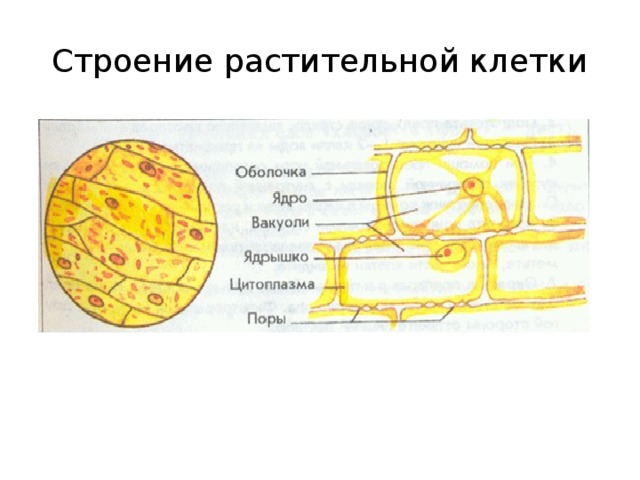 Строение растительной клетки
Оболочка
Ядро
Вакуоли
Ядрышко
Цитоплазма
Поры